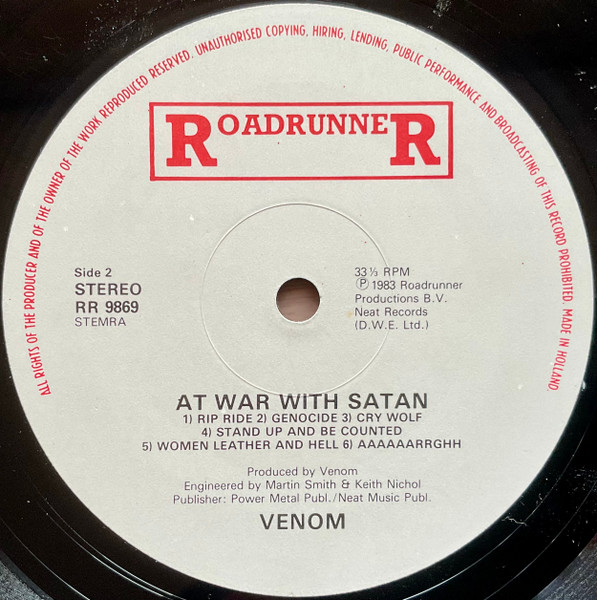 ALL RIGHTS OF THE PRODUCER AND OF THE OWNER OF THE WORK REPRODUCED RESERVED. UNAUTHORISED COPYING, HIRING, LENDING, PUBLIC PERFORMANCE AND BROADCASTING OF THIS RECORD PROHIBITED. MADE IN HOLLAND.
ROADRUNNER
Side 2
STEREO
RR 9869
STEMRA
33⅓ RPM
Ⓟ 1983 Roadrunner
Productions B.V.
Neat Records
(D.W.E. Ltd.)
AT WAR WITH SATAN
1) RIP RIDE 2) GENOCIDE 3) CRY WOLF
4) STAND UP AND BE COUNTED
5) WOMEN LEATHER AND HELL 6) AAAAAARRGHH
Produced by Venom
Engineered by Martin Smith & Keith Nichol
Publisher: Power Metal Publ./Neat Music Publ.
VENOM